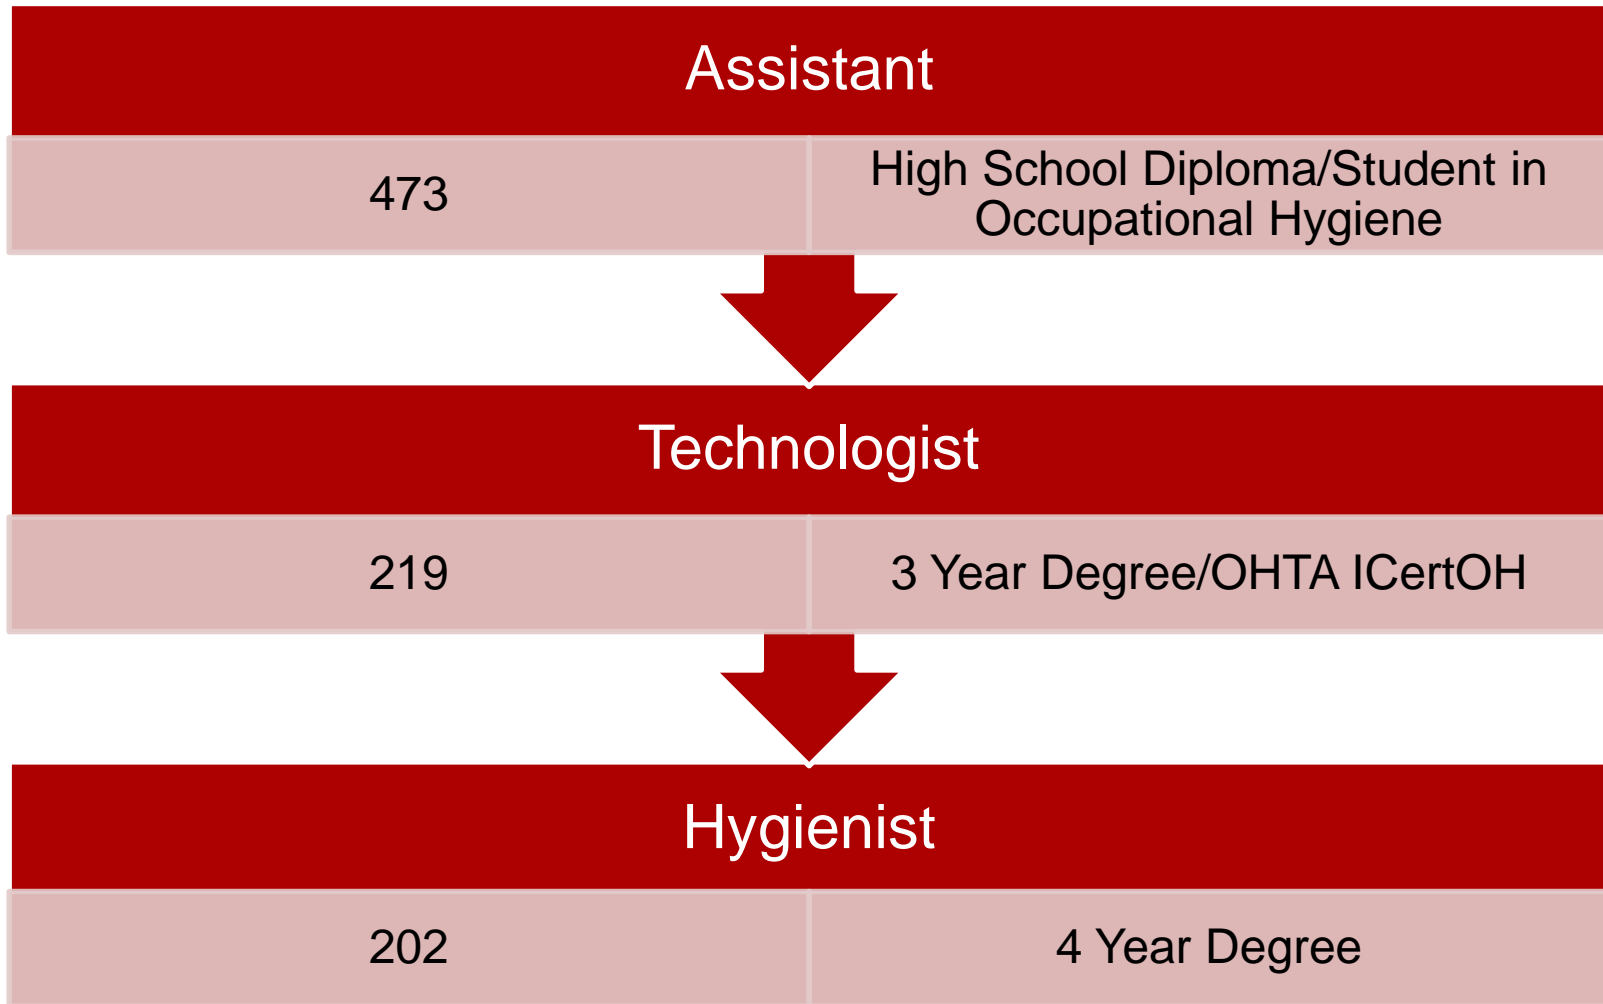 Assistant
473
High School Diploma/Student in
Occupational Hygiene
Technologist
219
3 Year Degree/OHTA ICertOH
Hygienist
202
4 Year Degree